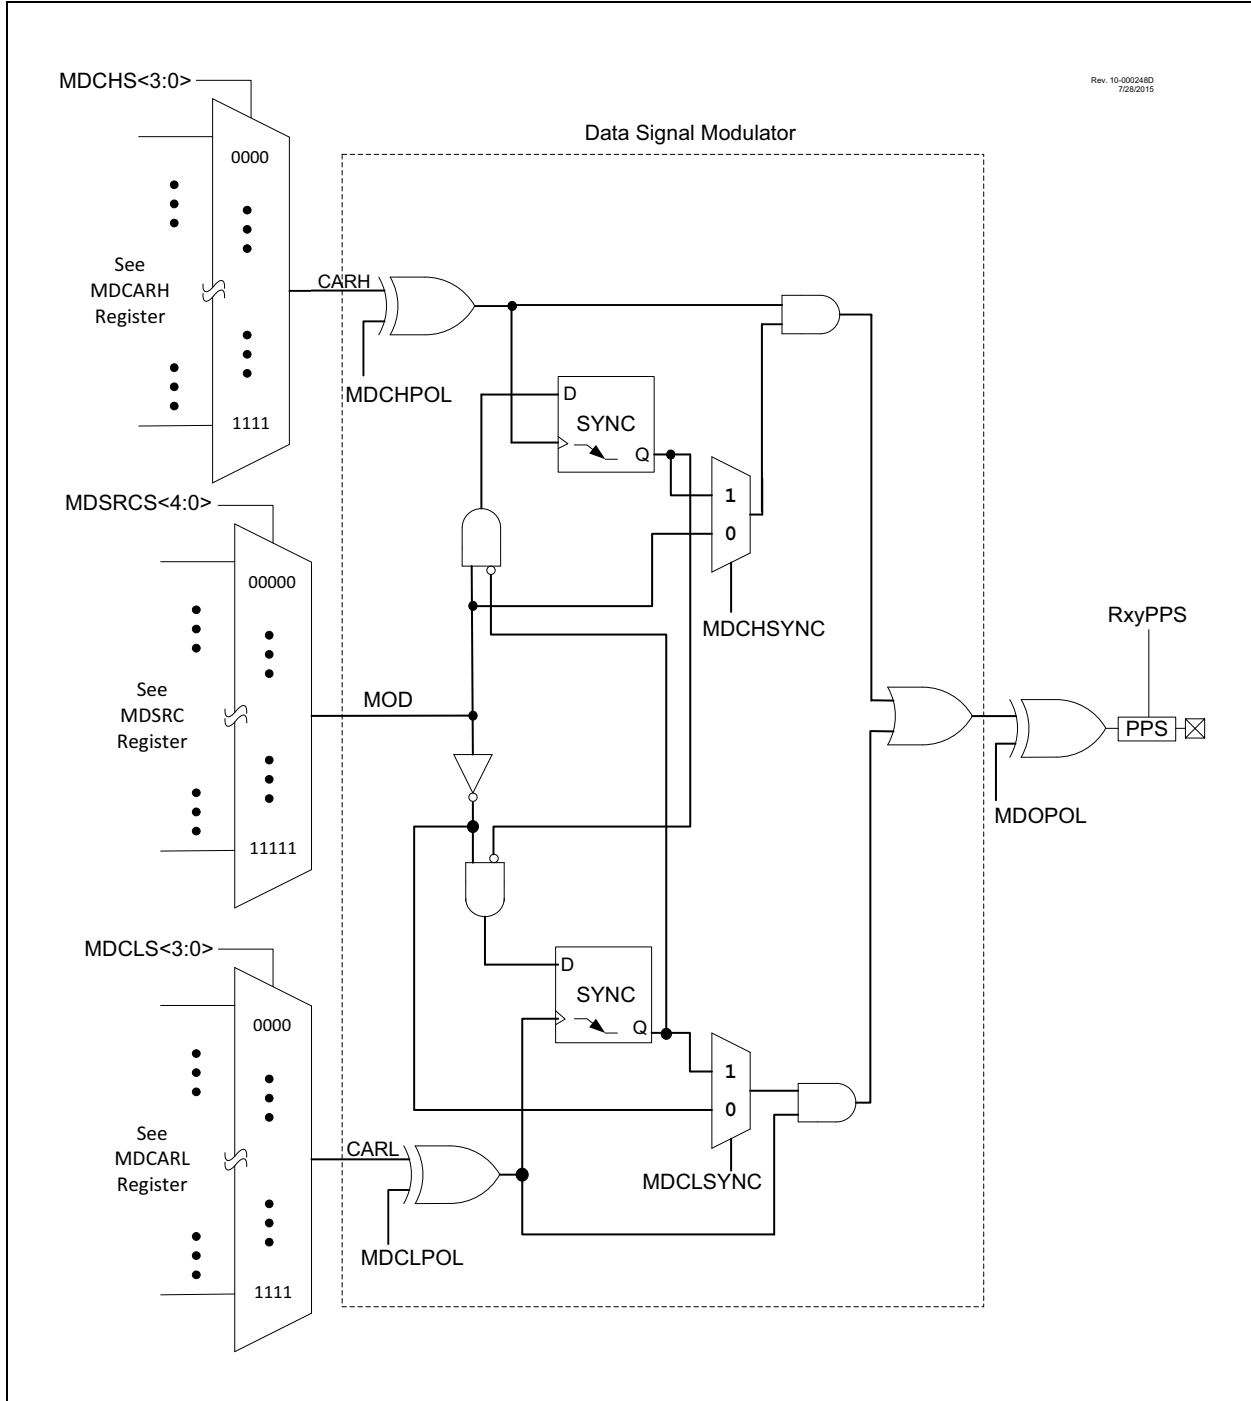 MDCHS<3:0>
Rev. 10-000248D
7/28/2015
Data Signal Modulator
0000
See
MDCARH
Register
CARH
MDCHPOL
1111
D
SYNC
Q
1
0
MDCHSYNC
MDSRCS<4:0>
00000
See
MDSRC
Register
MOD
11111
RxyPPS
PPS
MDOPOL
MDCLS<3:0>
0000
D
SYNC
Q
1
0
MDCLSYNC
See
MDCARL
Register
CARL
MDCLPOL
1111